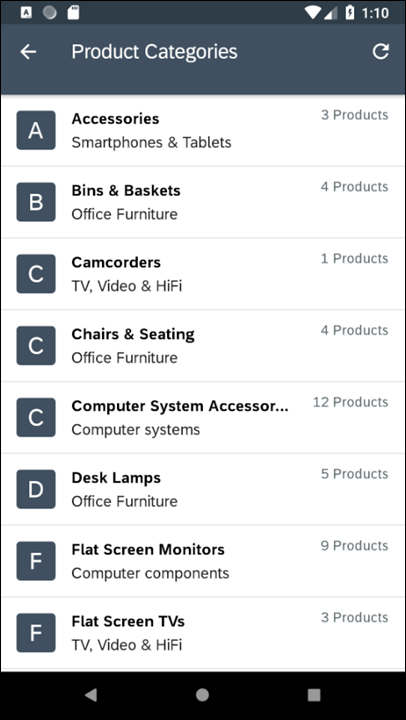 A 1:10
Product Categories
A Accessories 3 Products
Smartphones & Tablets
B Bins & Baskets 4 Products
Office Furniture
C Camcorders 1 Products
TV, Video & HiFi
C Chairs & Seating 4 Products
Office Furniture
C Computer System Accessor... 12 Products
Computer systems
D Desk Lamps 5 Products
Office Furniture
F Flat Screen Monitors 9 Products
Computer components
F Flat Screen TVs 3 Products
TV, Video & HiFi